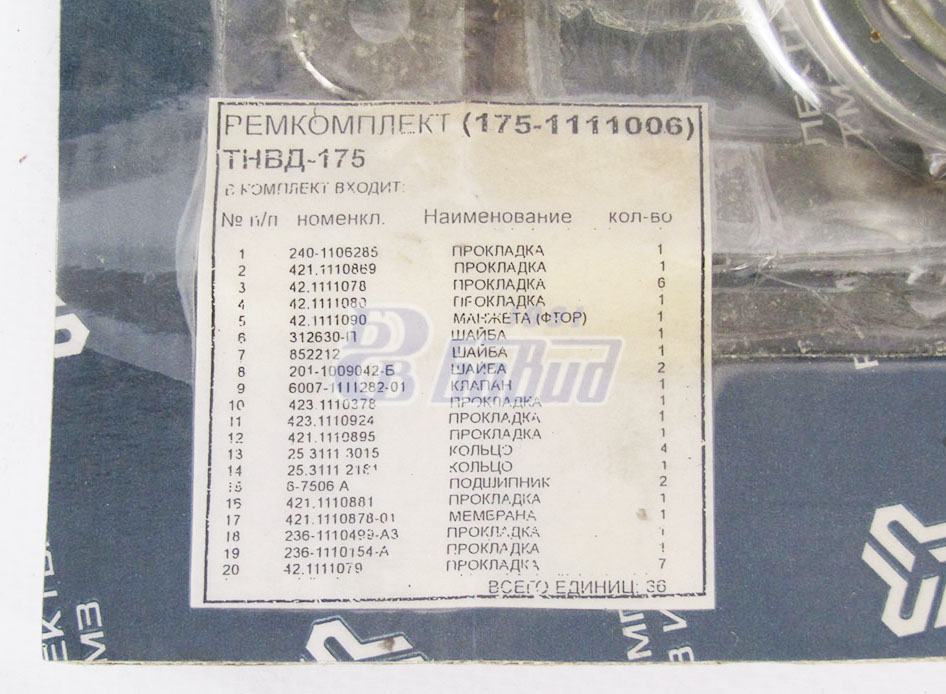 РЕМКОМПЛЕКТ (175-1111006)
ТНВД-175
В КОМПЛЕКТ ВХОДИТ:
№ п/п номенкл. Наименование кол-во
1 240-1106285 ПРОКЛАДКА 1
2 421.1110869 ПРОКЛАДКА 1
3 42.1111078 ПРОКЛАДКА 6
4 42.1111080 ПРОКЛАДКА 1
5 42.1111090 МАНЖЕТА (ФТОР) 1
6 312630-П ШАЙБА 1
7 852212 ШАЙБА 1
8 201-1009042-Б ШАЙБА 2
9 6007-1111282-01 КЛАПАН 1
10 423.1110378 ПРОКЛАДКА 1
11 423.1110924 ПРОКЛАДКА 1
12 421.1110895 ПРОКЛАДКА 1
13 25.3111 3015 КОЛЬЦО 4
14 25.3111 2181 КОЛЬЦО 1
15 6-7506 А ПОДШИПНИК 2
16 421.1110881 ПРОКЛАДКА 1
17 421.1110878-01 МЕМБРАНА 1
18 236-1110499-А3 ПРОКЛАДКА 1
19 236-1110154-А ПРОКЛАДКА 1
20 42.1111079 ПРОКЛАДКА 7
ВСЕГО ЕДИНИЦ: 36